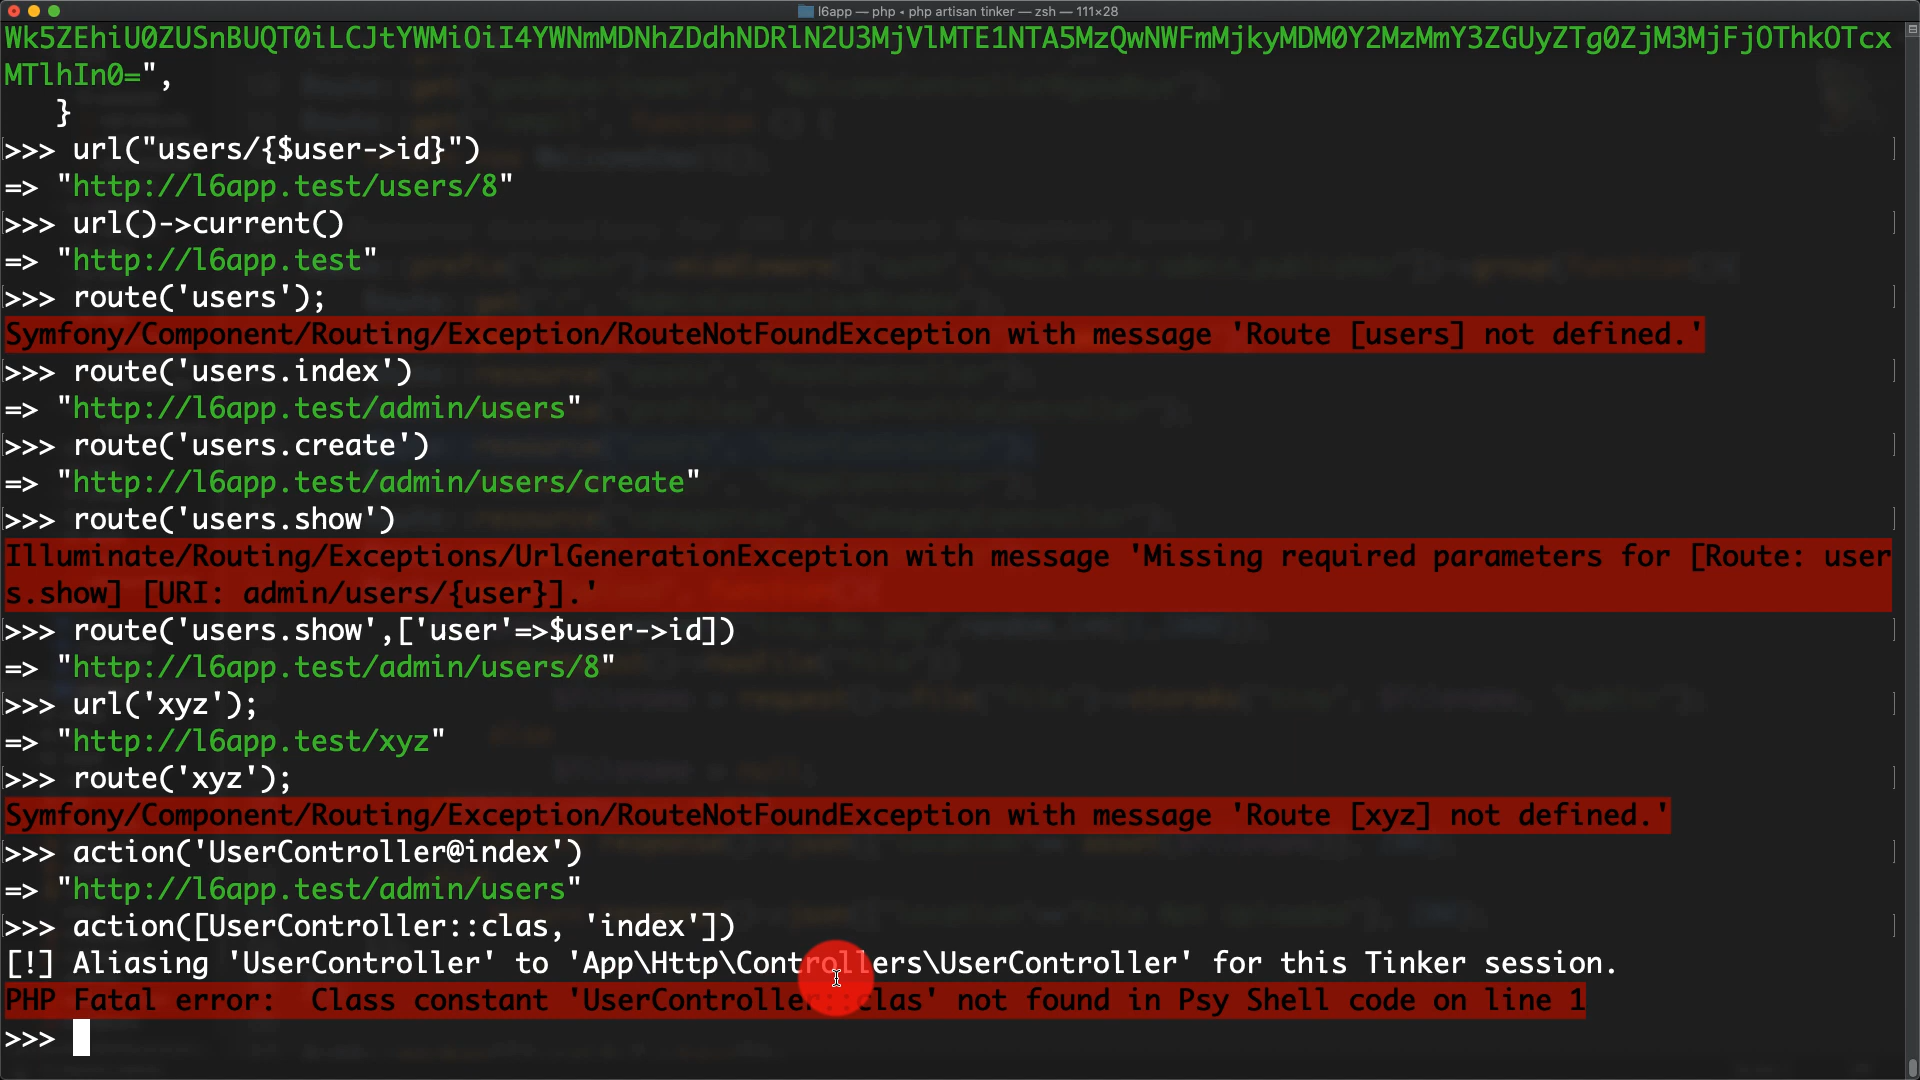 l6app — php • php artisan tinker — zsh — 111×28
Wk5ZEhiU0ZUSnBUQT0iLCJtYWMiOiI4YWNmMDNhZDdhNDRlN2U3MjVlMTE1NTA5MzQwNWFmMjkyMDM0Y2MzMmY3ZGUyZTg0ZjM3MjFjOThkOTcx
MTlhIn0=",
}
>>> url("users/{$user->id}")
=> "http://l6app.test/users/8"
>>> url()->current()
=> "http://l6app.test"
>>> route('users');
Symfony/Component/Routing/Exception/RouteNotFoundException with message 'Route [users] not defined.'
>>> route('users.index')
=> "http://l6app.test/admin/users"
>>> route('users.create')
=> "http://l6app.test/admin/users/create"
>>> route('users.show')
Illuminate/Routing/Exceptions/UrlGenerationException with message 'Missing required parameters for [Route: user
s.show] [URI: admin/users/{user}].'
>>> route('users.show',['user'=>$user->id])
=> "http://l6app.test/admin/users/8"
>>> url('xyz');
=> "http://l6app.test/xyz"
>>> route('xyz');
Symfony/Component/Routing/Exception/RouteNotFoundException with message 'Route [xyz] not defined.'
>>> action('UserController@index')
=> "http://l6app.test/admin/users"
>>> action([UserController::clas, 'index'])
[!] Aliasing 'UserController' to 'App\Http\Controllers\UserController' for this Tinker session.
PHP Fatal error:  Class constant 'UserController::clas' not found in Psy Shell code on line 1
>>>